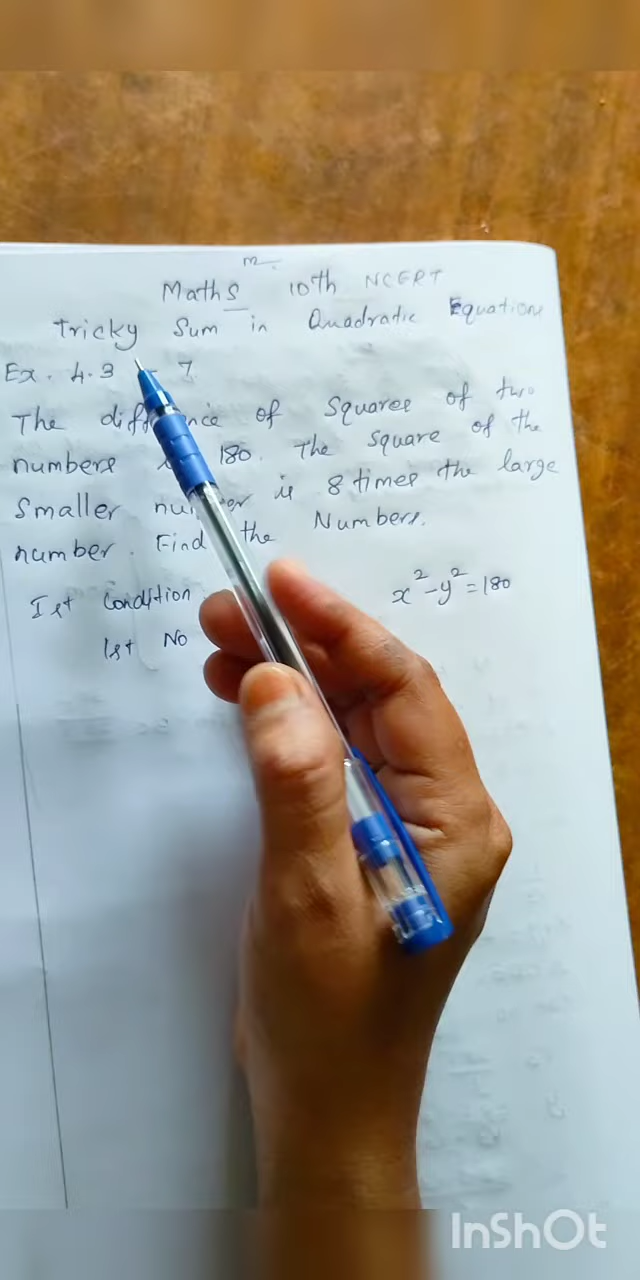 Maths 10th NCERT
Tricky Sum in Quadratic Equations
Ex. 4.3 7
The of squares of two
numbers 180. The square of the
smaller is 8 times the large
number. Find the Numbers.
Ist condition x² - y² = 180
Ist No
InShOt